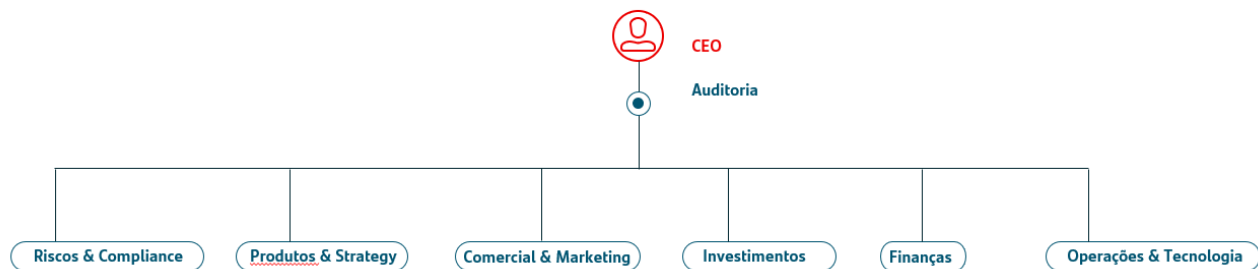 CEO
Auditoria
Riscos & Compliance
Produtos & Strategy
Comercial & Marketing
Investimentos
Finanças
Operações & Tecnologia